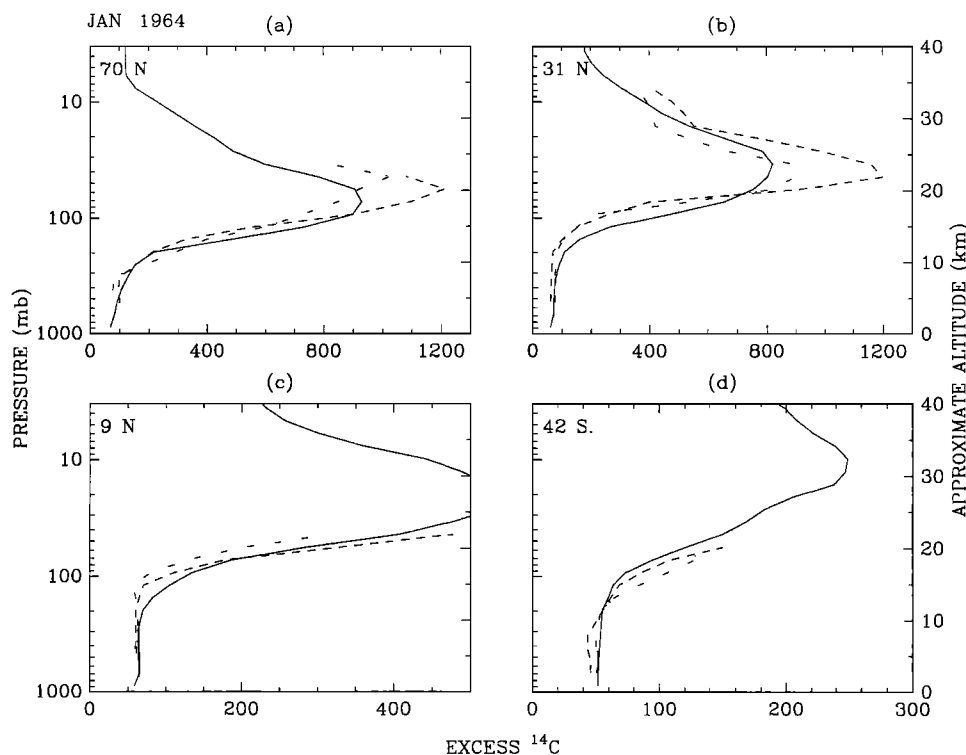 JAN 1964
(a)
(b)
70 N
31 N
10
100
1000
0
400
800
1200
0
400
800
1200
40
30
20
10
0
(c)
(d)
9 N
42 S.
10
100
1000
0
200
400
0
100
200
300
40
30
20
10
0
PRESSURE (mb)
APPROXIMATE ALTITUDE (km)
EXCESS ¹⁴C